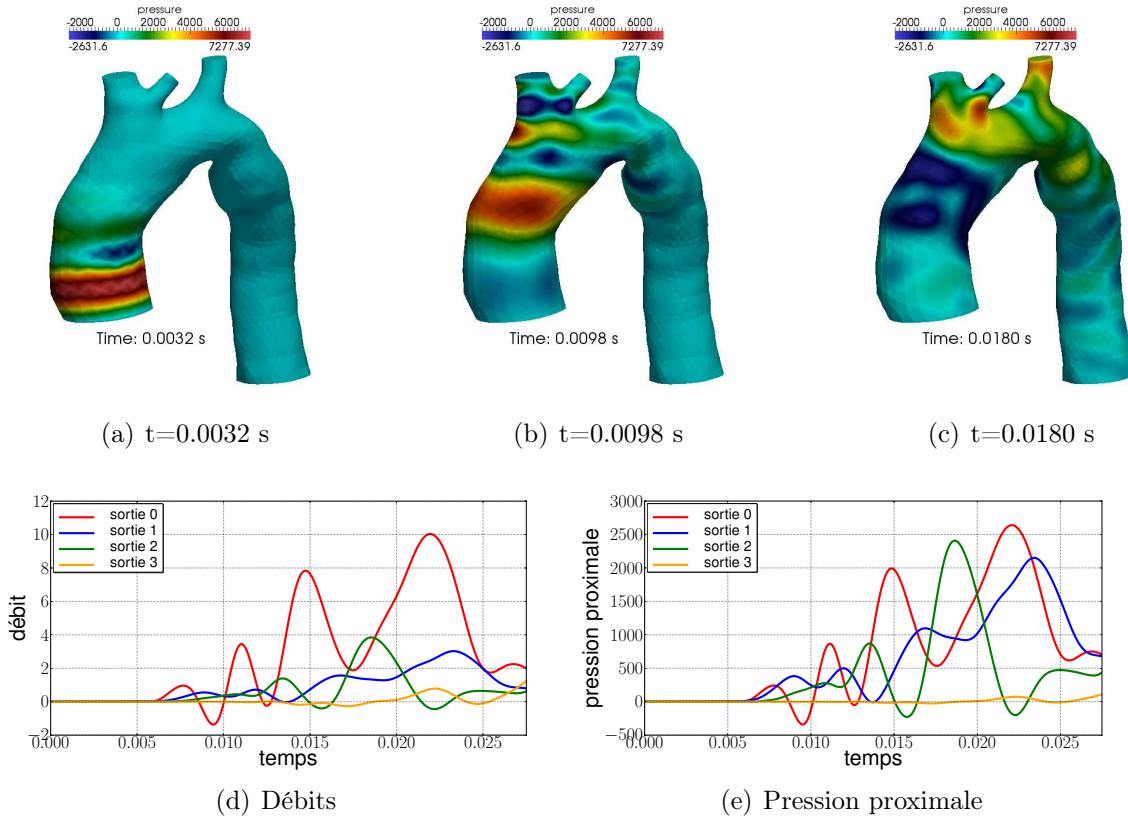 pressure
-2000 0 2000 4000 6000
-2631.6 7277.39
Time: 0.0032 s
(a) t=0.0032 s
pressure
-2000 0 2000 4000 6000
-2631.6 7277.39
Time: 0.0098 s
(b) t=0.0098 s
pressure
-2000 0 2000 4000 6000
-2631.6 7277.39
Time: 0.0180 s
(c) t=0.0180 s
12
10
8
6
4
2
0
−2
débit
sortie 0
sortie 1
sortie 2
sortie 3
0.000 0.005 0.010 0.015 0.020 0.025
temps
(d) Débits
3000
2500
2000
1500
1000
500
0
−500
pression proximale
sortie 0
sortie 1
sortie 2
sortie 3
0.000 0.005 0.010 0.015 0.020 0.025
temps
(e) Pression proximale